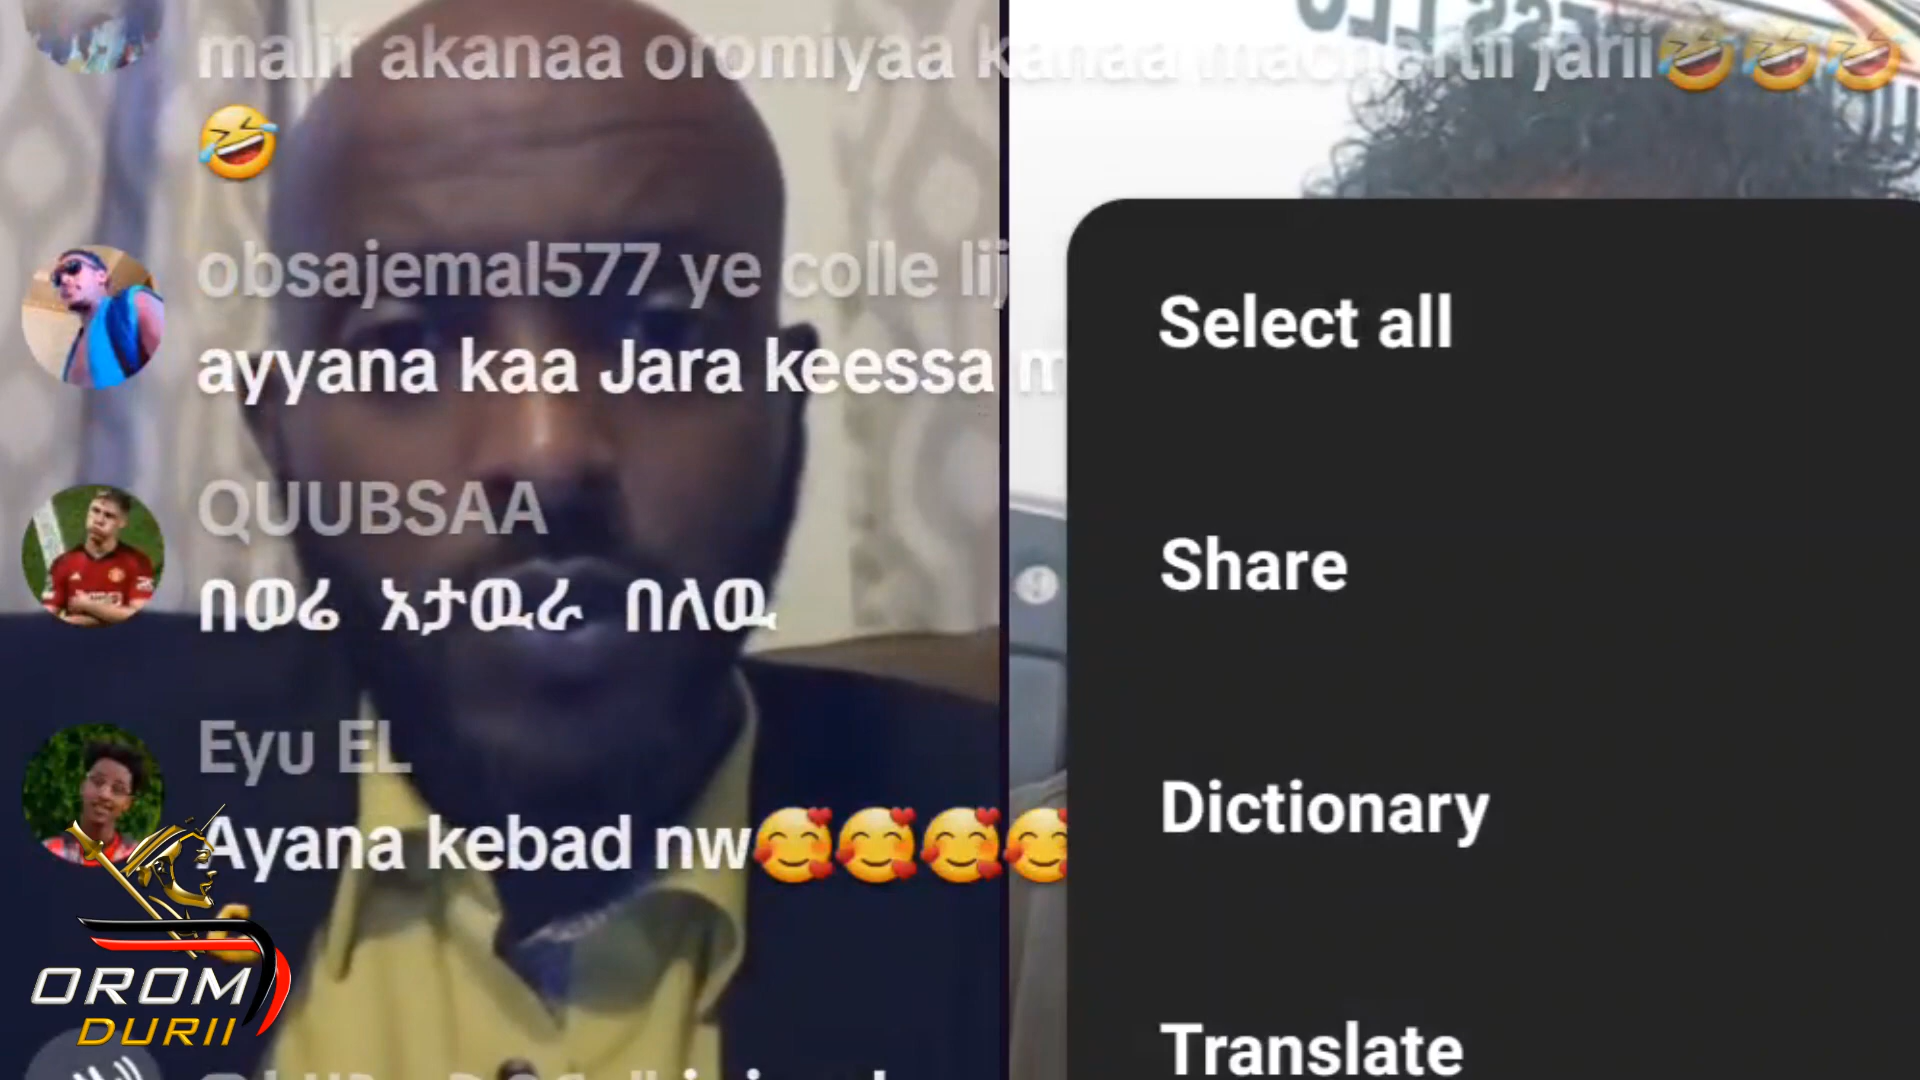 malif akanaa oromiyaa kanaa jarii🤣🤣🤣
🤣
obsajemal577 ye colle lij
ayyana kaa Jara keessa m
QUUBSAA
በወሬ አታዉራ በለዉ
Eyu EL
Ayana kebad nw🥰🥰🥰🥰
OROM
DURII
Select all
Share
Dictionary
Translate